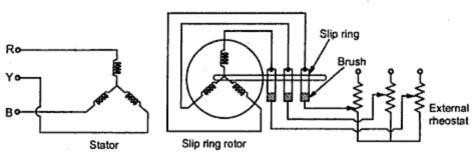 R
Y
B
Stator
Slip ring rotor
Slip ring
Brush
External
rheostat